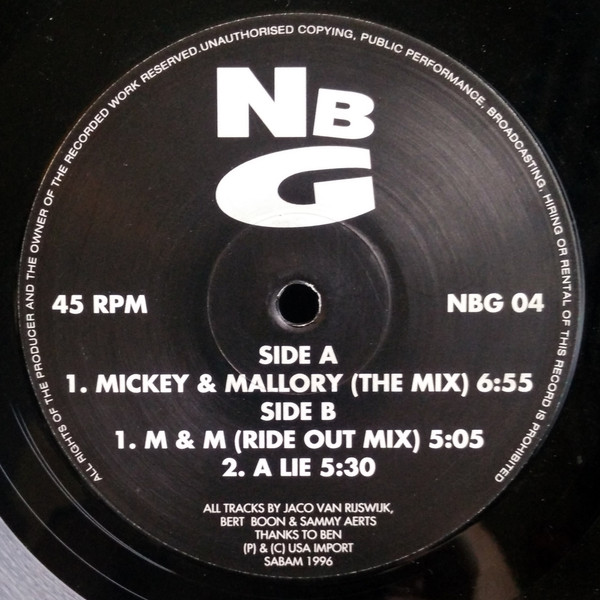 ALL RIGHTS OF THE PRODUCER AND THE OWNER OF THE RECORDED WORK RESERVED.UNAUTHORISED COPYING, PUBLIC PERFORMANCE, BROADCASTING, HIRING OR RENTAL OF THIS RECORD IS PROHIBITED
NB
G
45 RPM
NBG 04
SIDE A
1. MICKEY & MALLORY (THE MIX) 6:55
SIDE B
1. M & M (RIDE OUT MIX) 5:05
2. A LIE 5:30
ALL TRACKS BY JACO VAN RIJSWIJK,
BERT BOON & SAMMY AERTS
THANKS TO BEN
(P) & (C) USA IMPORT
SABAM 1996